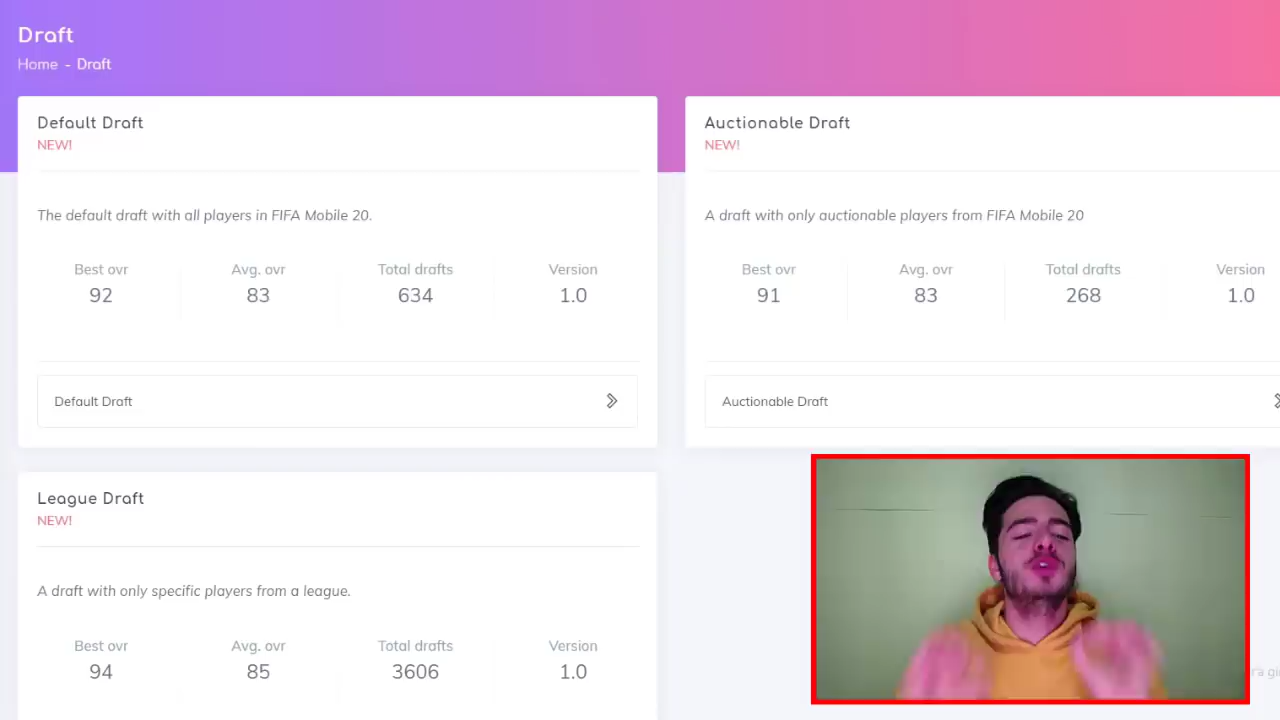 Draft
Home - Draft
Default Draft
NEW!
The default draft with all players in FIFA Mobile 20.
Best ovr Avg. ovr Total drafts Version
92 83 634 1.0
Default Draft
Auctionable Draft
NEW!
A draft with only auctionable players from FIFA Mobile 20
Best ovr Avg. ovr Total drafts Version
91 83 268 1.0
Auctionable Draft
League Draft
NEW!
A draft with only specific players from a league.
Best ovr Avg. ovr Total drafts Version
94 85 3606 1.0